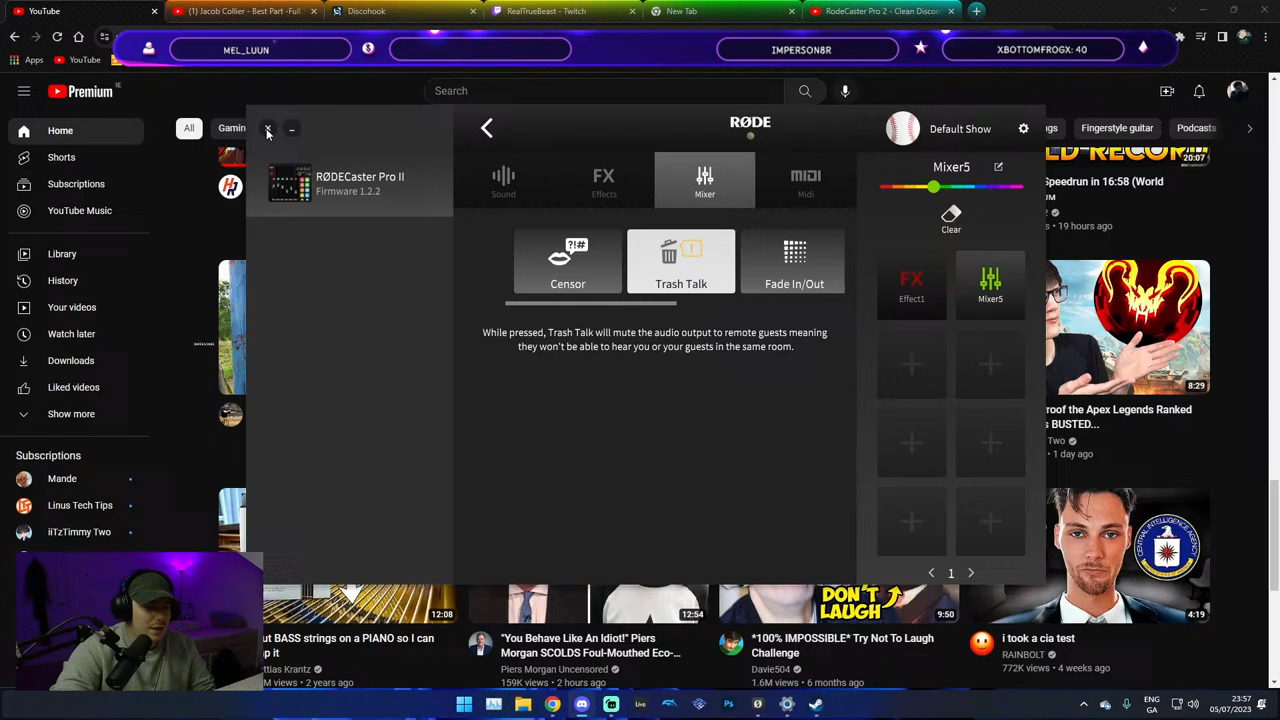 YouTube
(1) Jacob Collier - Best Part -Full
Discohook
RealTrueBeast - Twitch
New Tab
RodeCaster Pro 2 - Clean Discor
MEL_LUUN
IMPERSON8R
XBOTTOMFROGX: 40
Apps
YouTube
Premium
IE
Search
All
Home
Shorts
Subscriptions
YouTube Music
Library
History
Your videos
Watch later
Downloads
Liked videos
Show more
Subscriptions
Mande
Linus Tech Tips
iiTzTimmy Two
RØDECaster Pro II
Firmware 1.2.2
RØDE
Default Show
Sound
FX
Effects
Mixer
MIDI
Midi
?!#
Censor
!
Trash Talk
Fade In/Out
While pressed, Trash Talk will mute the audio output to remote guests meaning
they won't be able to hear you or your guests in the same room.
Mixer5
Clear
FX
Effect1
Mixer5
1
Fingerstyle guitar
Podcasts
20:07
Speedrun in 16:58 (World
19 hours ago
8:29
roof the Apex Legends Ranked
s BUSTED...
Two
1 day ago
CENTRAL INTELLIGENCE
12:08
12:54
DON'T
LAUGH
9:50
4:19
ut BASS strings on a PIANO so I can
"You Behave Like An Idiot!" Piers
Morgan SCOLDS Foul-Mouthed Eco-...
Piers Morgan Uncensored
159K views • 2 hours ago
*100% IMPOSSIBLE* Try Not To Laugh
Challenge
Davie504
1.6M views • 6 months ago
i took a cia test
RAINBOLT
772K views • 4 weeks ago
ttias Krantz
M views • 2 years ago
Live
Ps
ENG
GA
23:57
05/07/2023